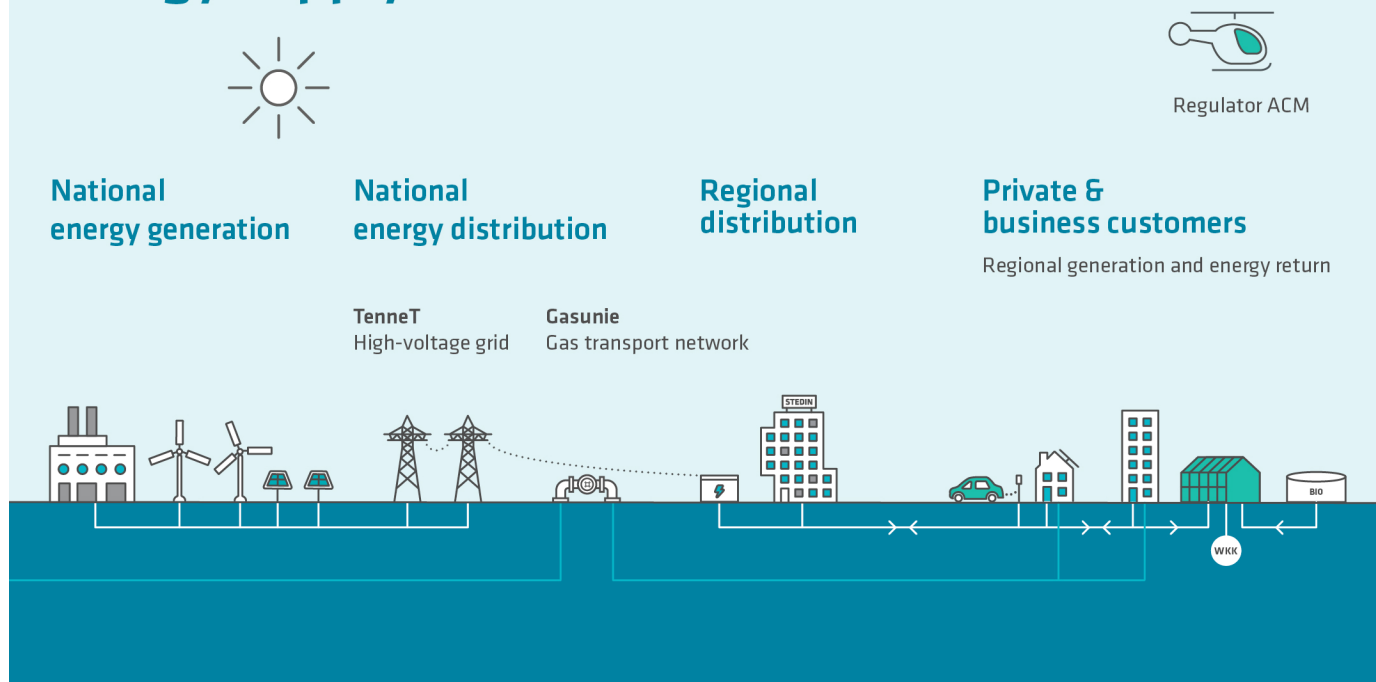 Regulator ACM
National
energy generation
National
energy distribution
Regional
distribution
Private &
business customers
Regional generation and energy return
TenneT
High-voltage grid
Gasunie
Gas transport network
STEDIN
BIO
WKK